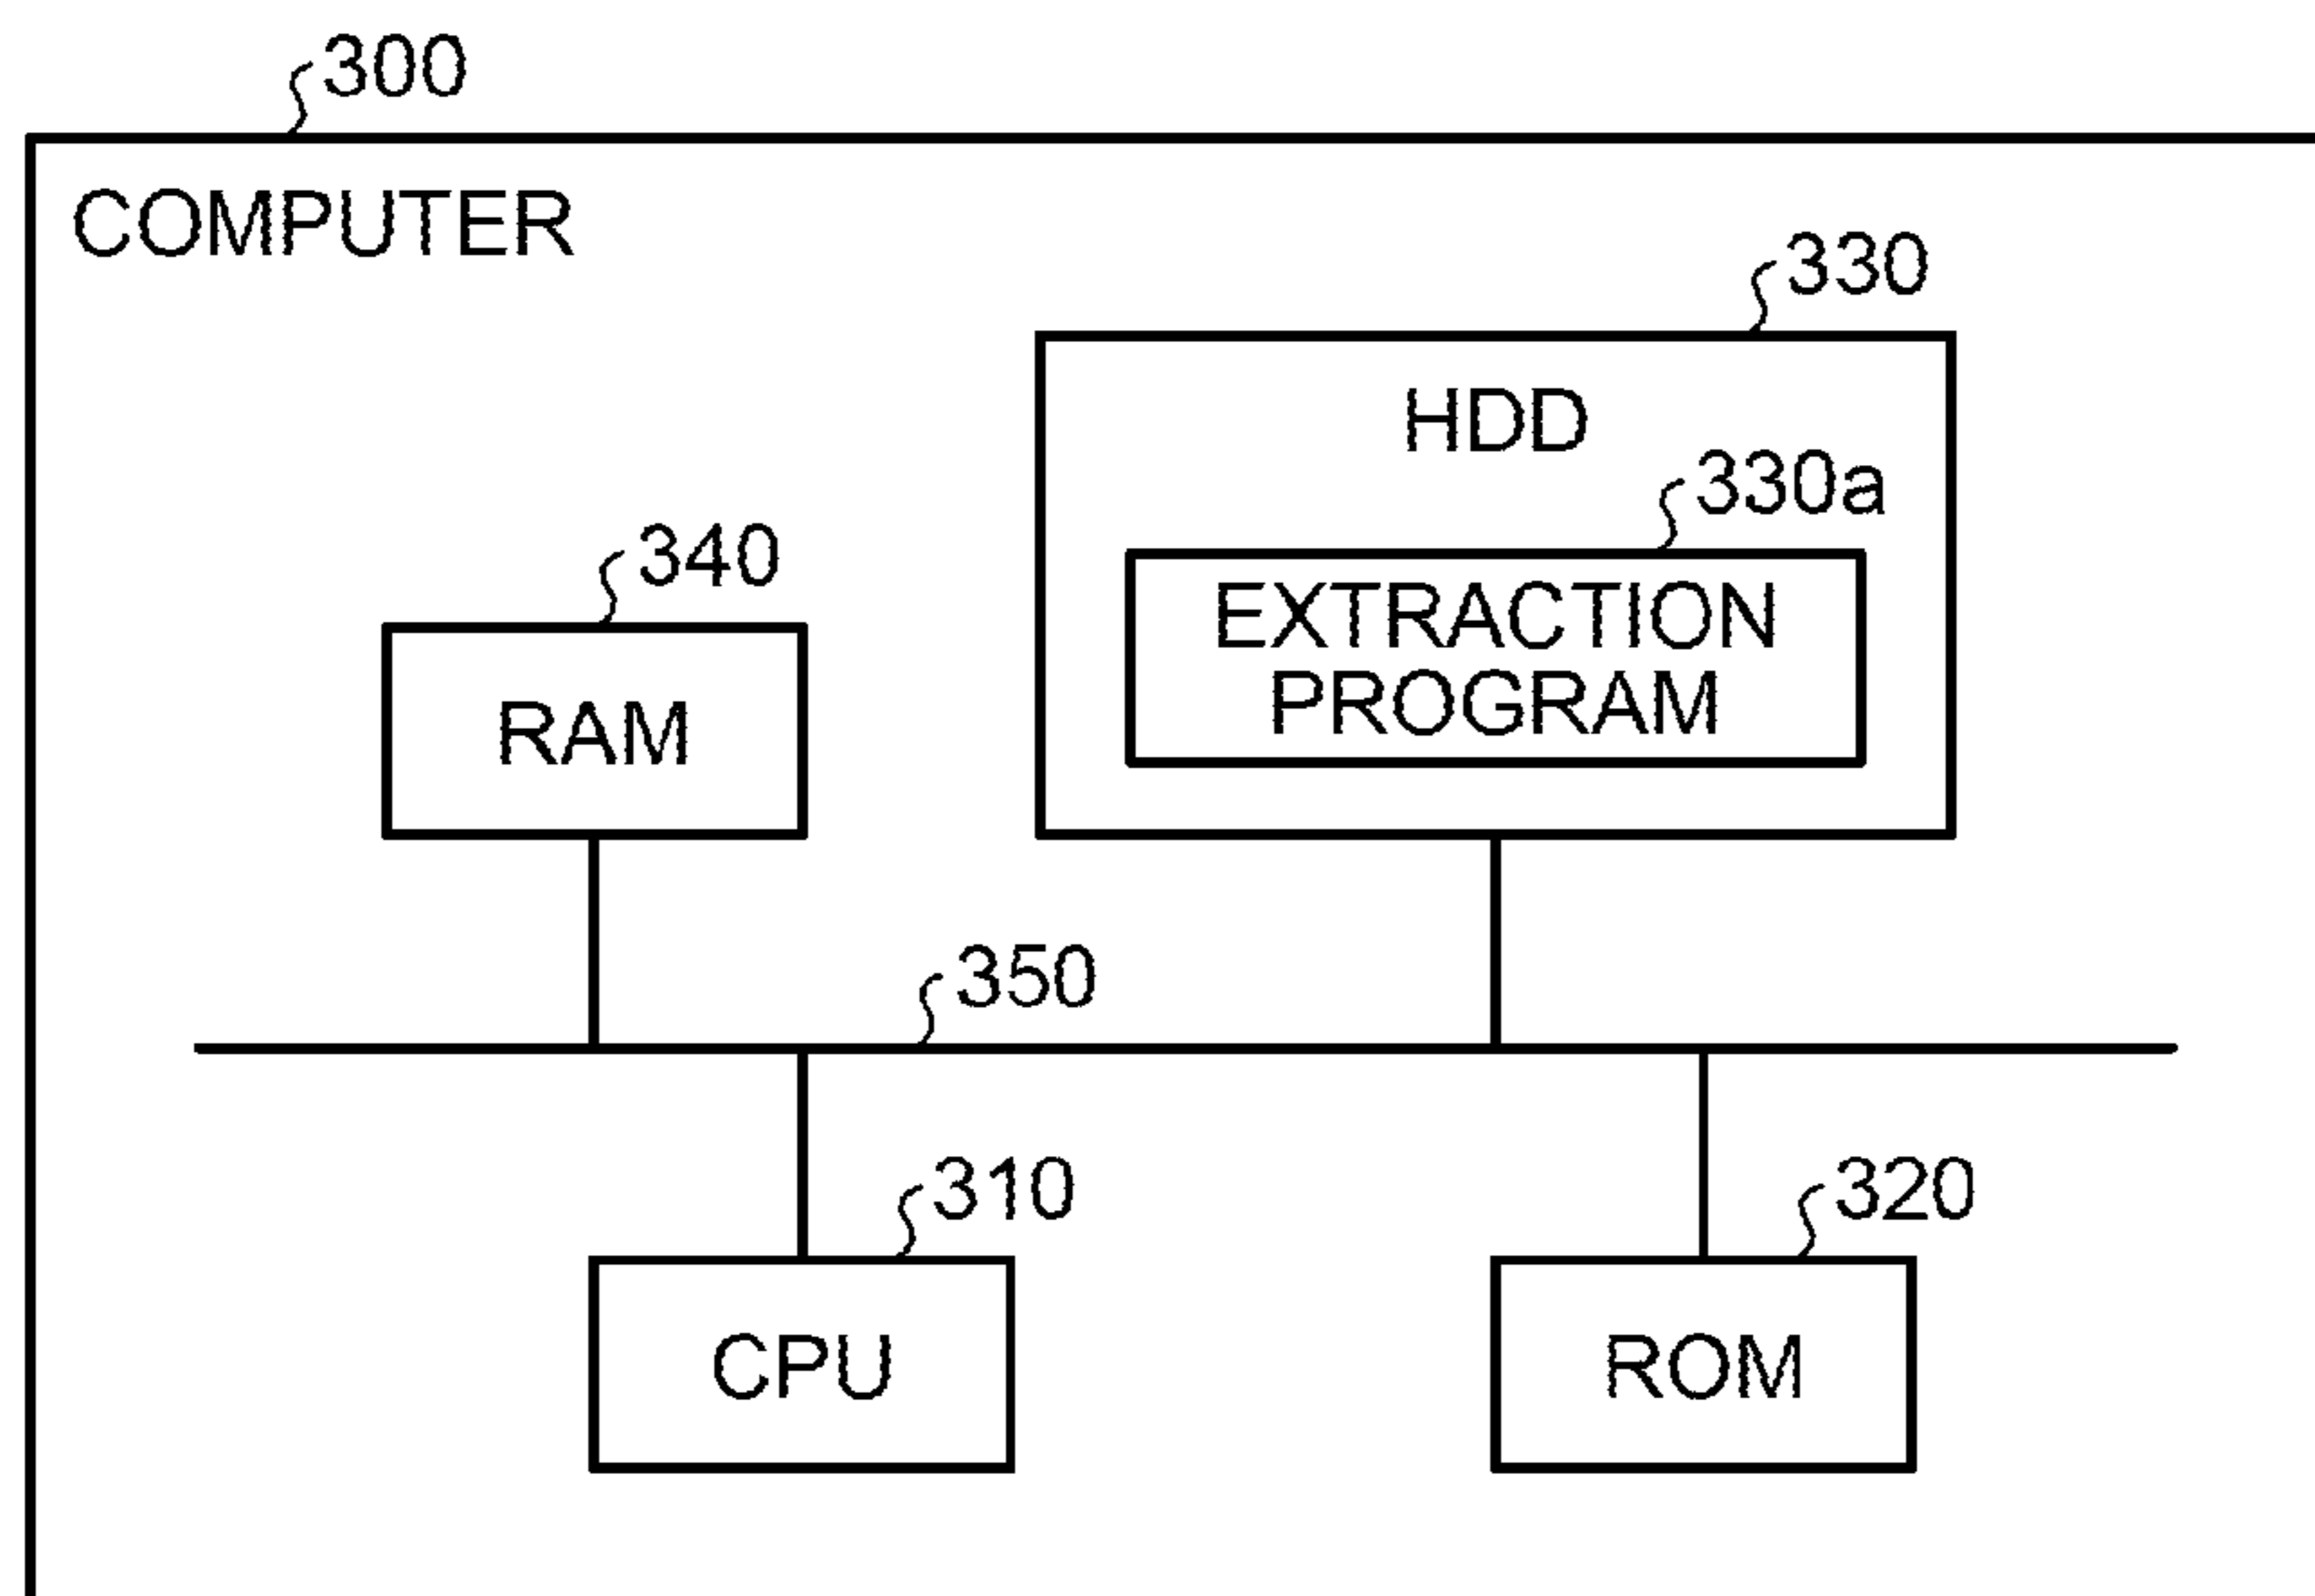 300
COMPUTER
330
HDD
330a
EXTRACTION
PROGRAM
340
RAM
350
310
CPU
320
ROM